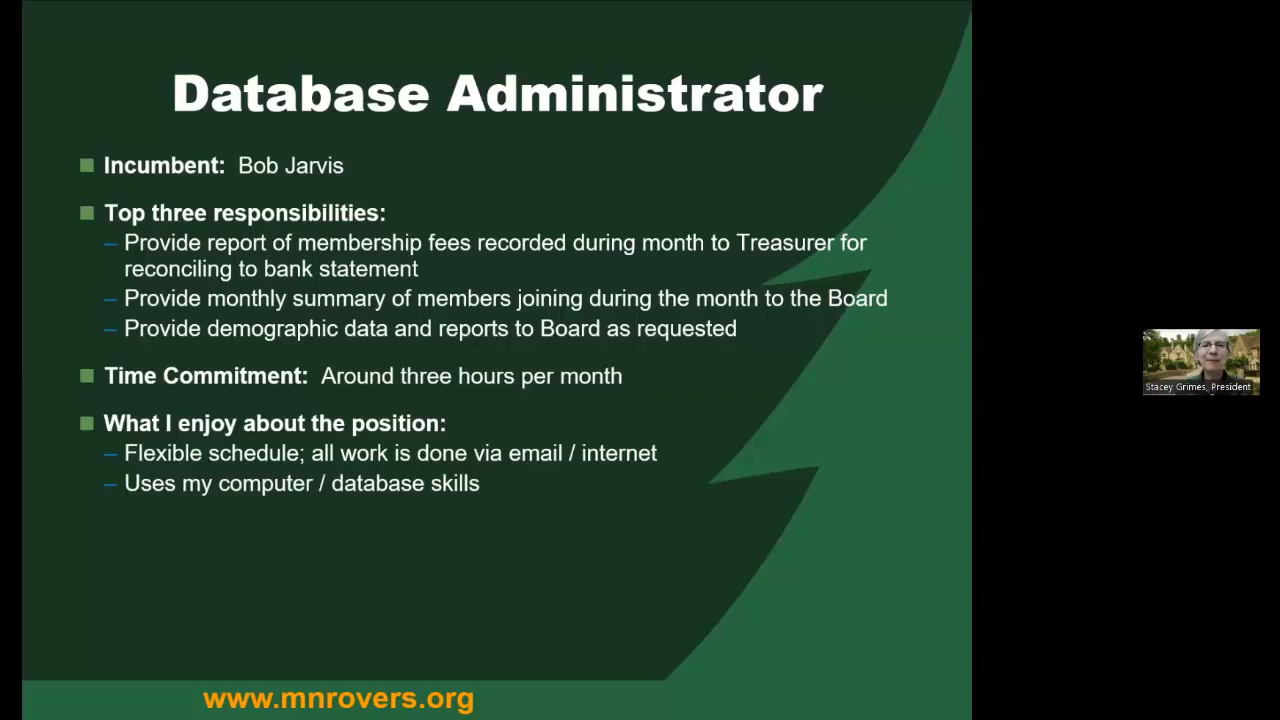 Database Administrator
Incumbent: Bob Jarvis
Top three responsibilities:
– Provide report of membership fees recorded during month to Treasurer for
reconciling to bank statement
– Provide monthly summary of members joining during the month to the Board
– Provide demographic data and reports to Board as requested
Time Commitment: Around three hours per month
What I enjoy about the position:
– Flexible schedule; all work is done via email / internet
– Uses my computer / database skills
Stacey Grimes, President
www.mnrovers.org